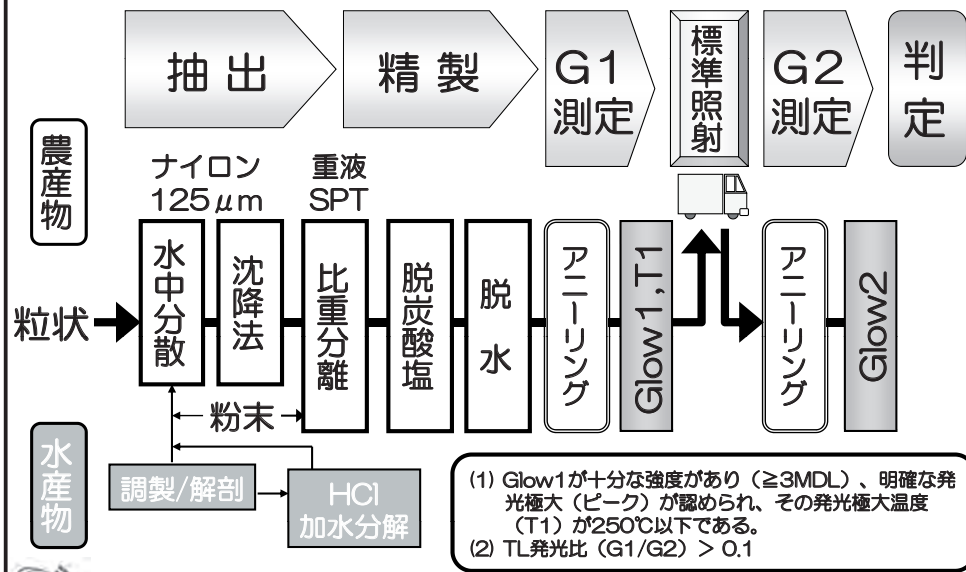 抽出
精製
G1
測定
標準照射
G2
測定
判定
農産物
ナイロン
125μm
重液
SPT
粒状
水中分散
沈降法
比重分離
脱炭酸塩
脱水
アニーリング
Glow1,T1
アニーリング
Glow2
粉末
水産物
調製/解剖
HCl
加水分解
(1) Glow1が十分な強度があり（≧3MDL）、明確な発
光極大（ピーク）が認められ、その発光極大温度
（T1）が250℃以下である。
(2) TL発光比（G1/G2）＞0.1